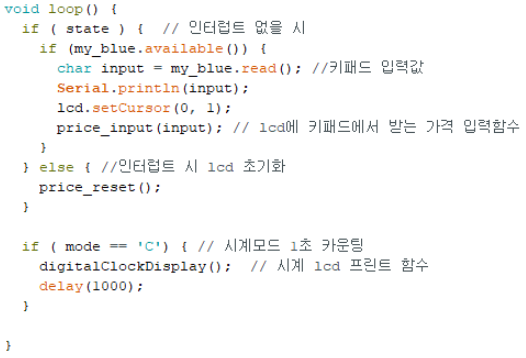 void loop() {
  if ( state ) {  // 인터럽트 없을 시
    if (my_blue.available()) {
      char input = my_blue.read(); //키패드 입력값
      Serial.println(input);
      lcd.setCursor(0, 1);
      price_input(input); // lcd에 키패드에서 받는 가격 입력함수
    }
  } else { //인터럽트 시 lcd 초기화
    price_reset();
  }

  if ( mode == 'C') { // 시계모드 1초 카운팅
    digitalClockDisplay();  // 시계 lcd 프린트 함수
    delay(1000);
  }

}